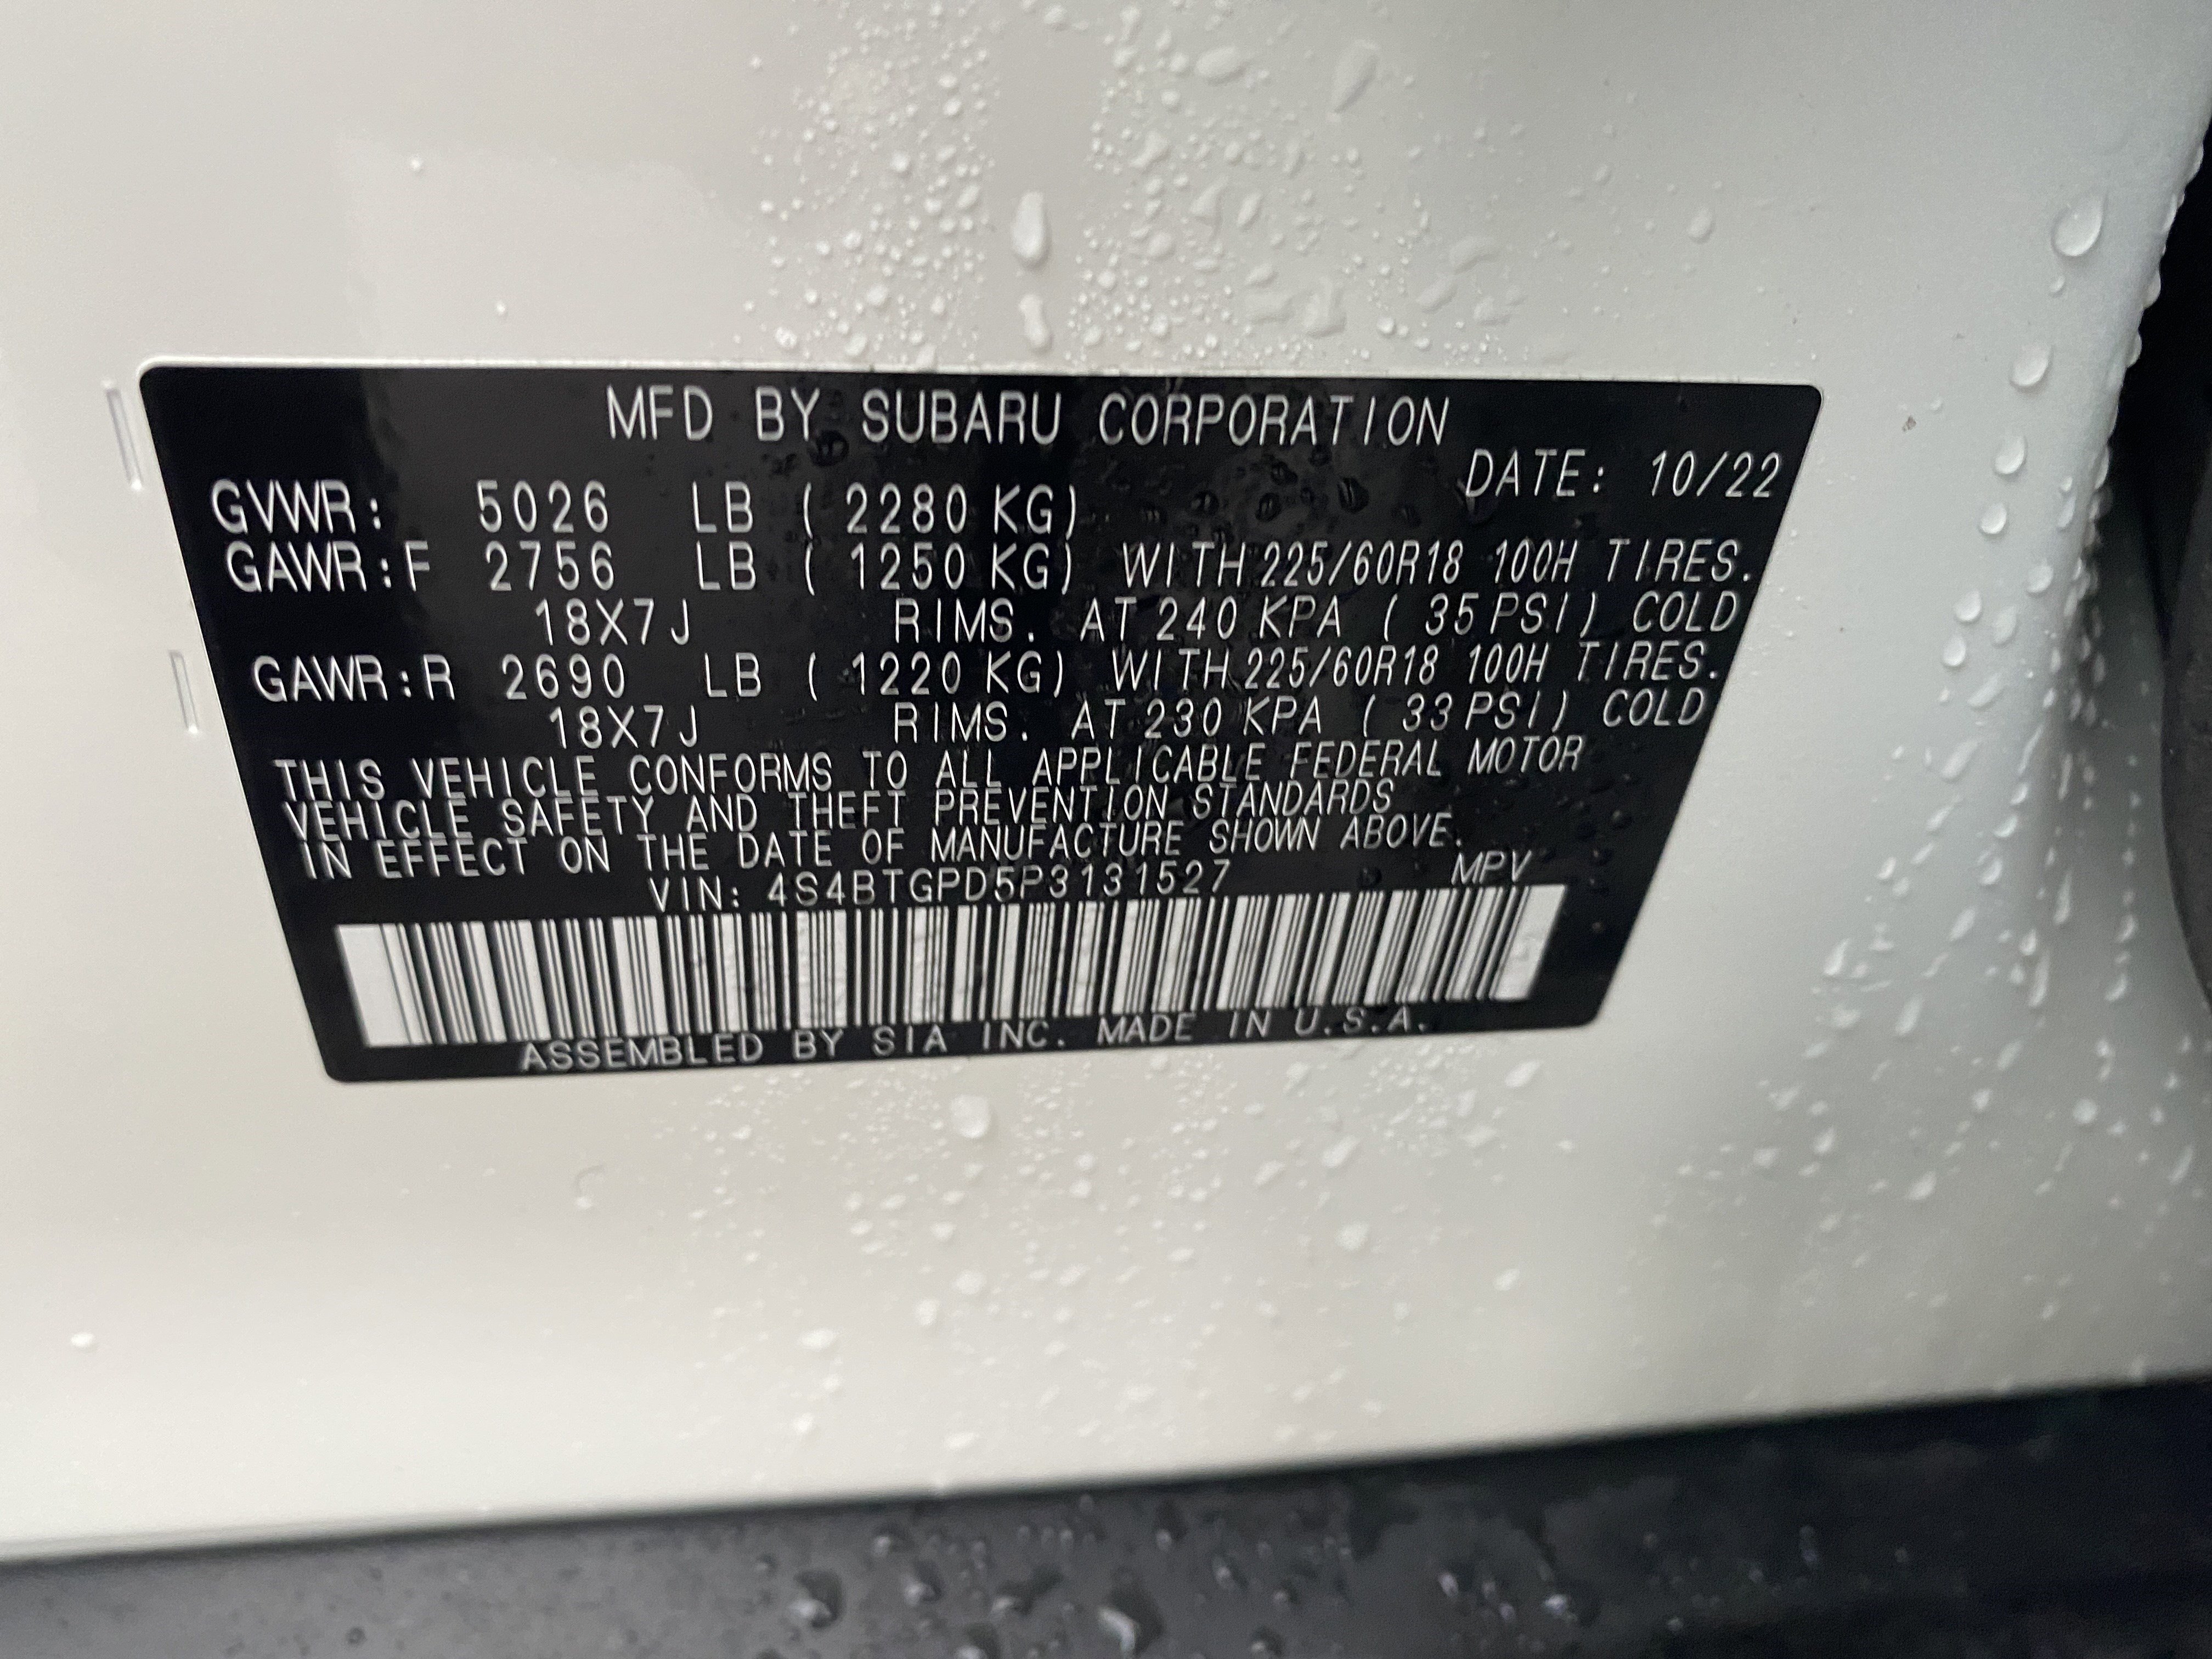 MFD BY SUBARU CORPORATION
DATE: 10/22
GVWR: 5026 LB ( 2280 KG)
GAWR:F 2756 LB ( 1250 KG) WITH 225/60R18 100H TIRES.
18X7J RIMS. AT 240 KPA ( 35 PSI) COLD
GAWR:R 2690 LB ( 1220 KG) WITH 225/60R18 100H TIRES.
18X7J RIMS. AT 230 KPA ( 33 PSI) COLD
THIS VEHICLE CONFORMS TO ALL APPLICABLE FEDERAL MOTOR
VEHICLE SAFETY AND THEFT PREVENTION STANDARDS
IN EFFECT ON THE DATE OF MANUFACTURE SHOWN ABOVE.
VIN: 4S4BTGPD5P3131527 MPV
ASSEMBLED BY SIA INC. MADE IN U.S.A.